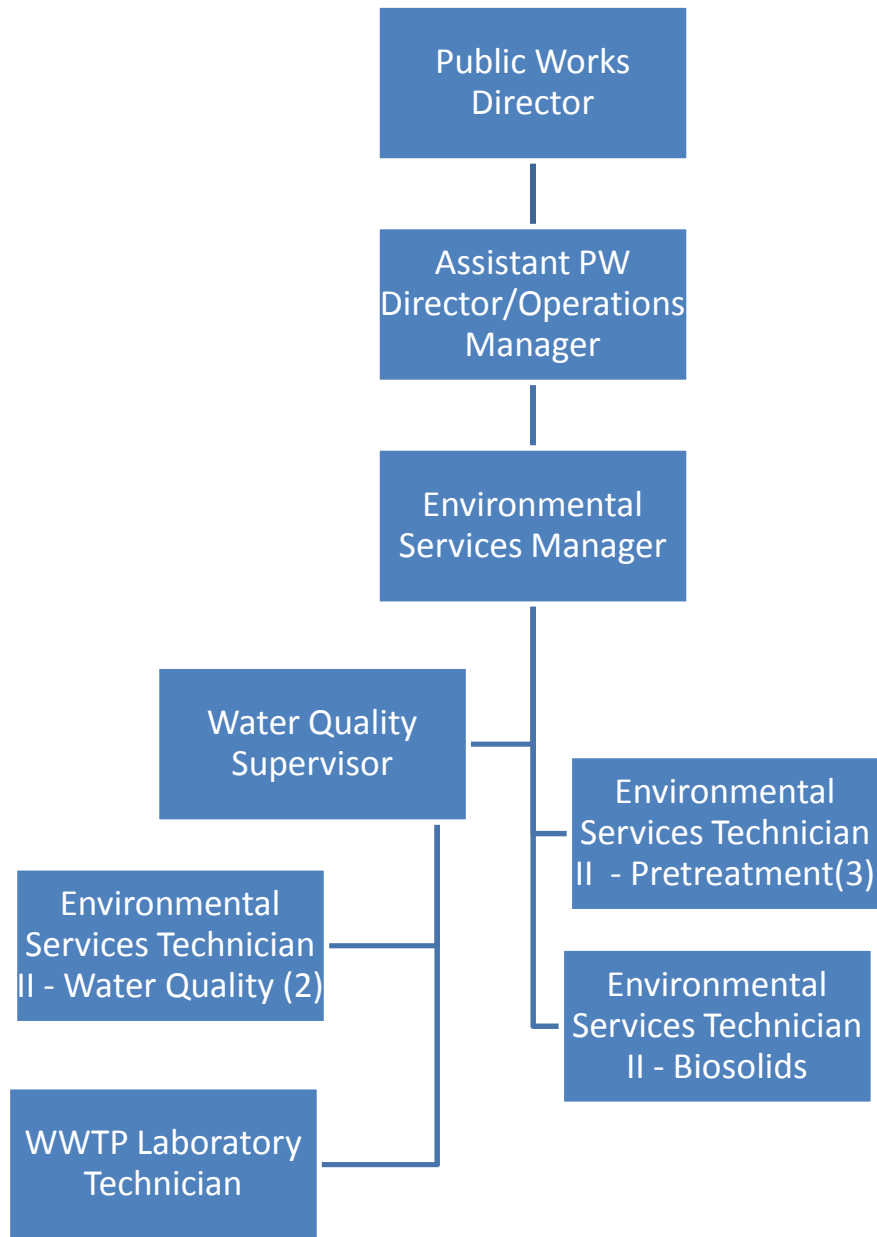 Public Works
Director
Assistant PW
Director/Operations
Manager
Environmental
Services Manager
Water Quality
Supervisor
Environmental
Services Technician
II  - Pretreatment(3)
Environmental
Services Technician
II - Water Quality (2)
Environmental
Services Technician
II - Biosolids
WWTP Laboratory
Technician